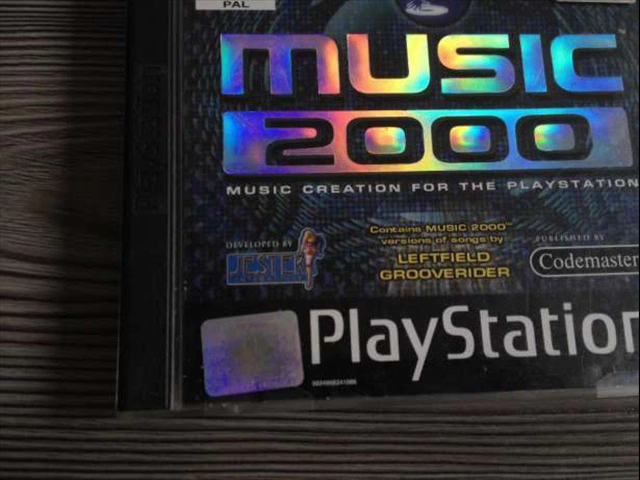 PAL
MUSIC
2000
MUSIC CREATION FOR THE PLAYSTATION
DEVELOPED BY
JESTER
Contains MUSIC 2000™
versions of songs by
LEFTFIELD
GROOVERIDER
PUBLISHED BY
Codemaster
PlayStation